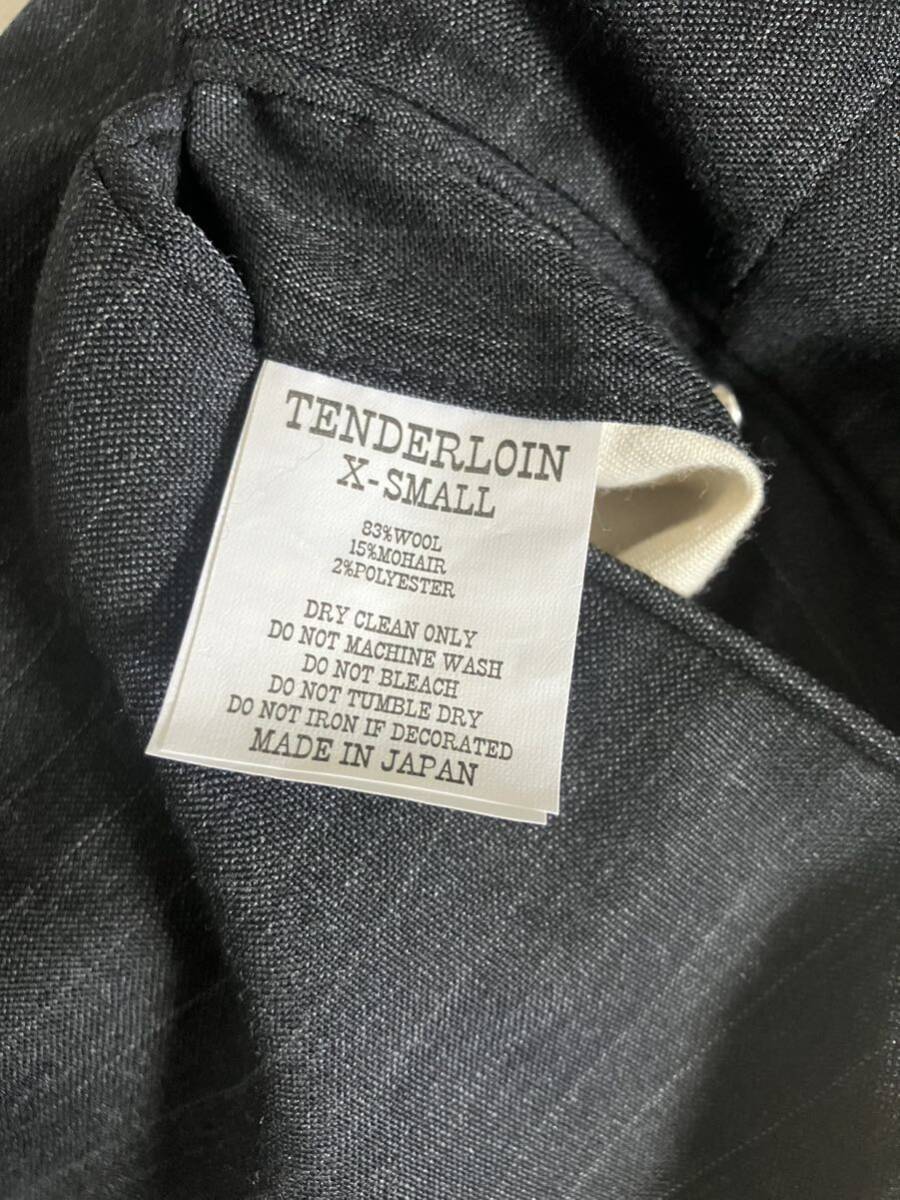 TENDERLOIN
X-SMALL
83%WOOL
15%MOHAIR
2%POLYESTER
DRY CLEAN ONLY
DO NOT MACHINE WASH
DO NOT BLEACH
DO NOT TUMBLE DRY
DO NOT IRON IF DECORATED
MADE IN JAPAN